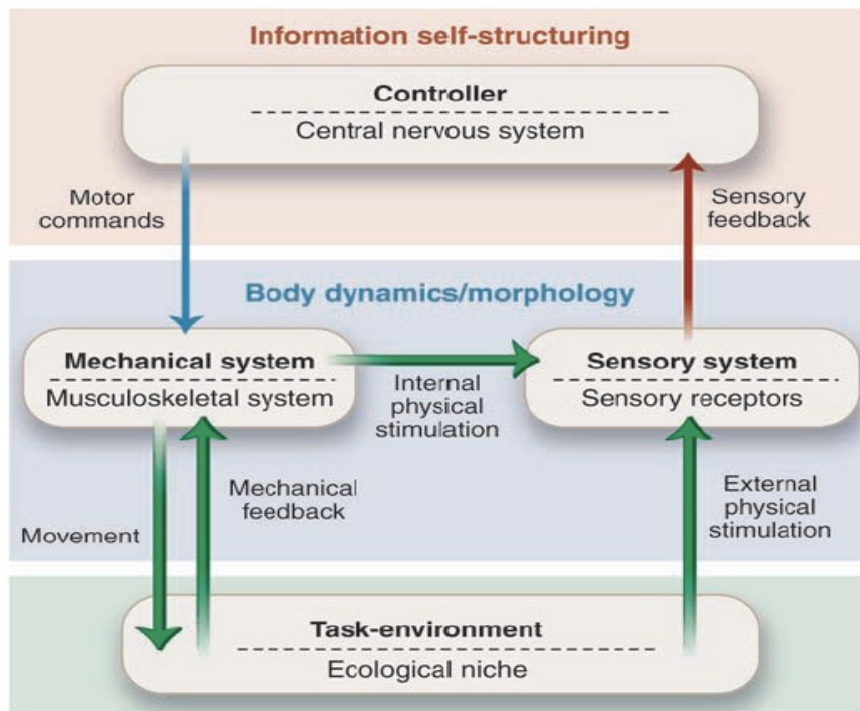 Information self-structuring
Controller
Central nervous system
Motor
commands
Sensory
feedback
Body dynamics/morphology
Mechanical system
Musculoskeletal system
Internal
physical
stimulation
Sensory system
Sensory receptors
Movement
Mechanical
feedback
External
physical
stimulation
Task-environment
Ecological niche